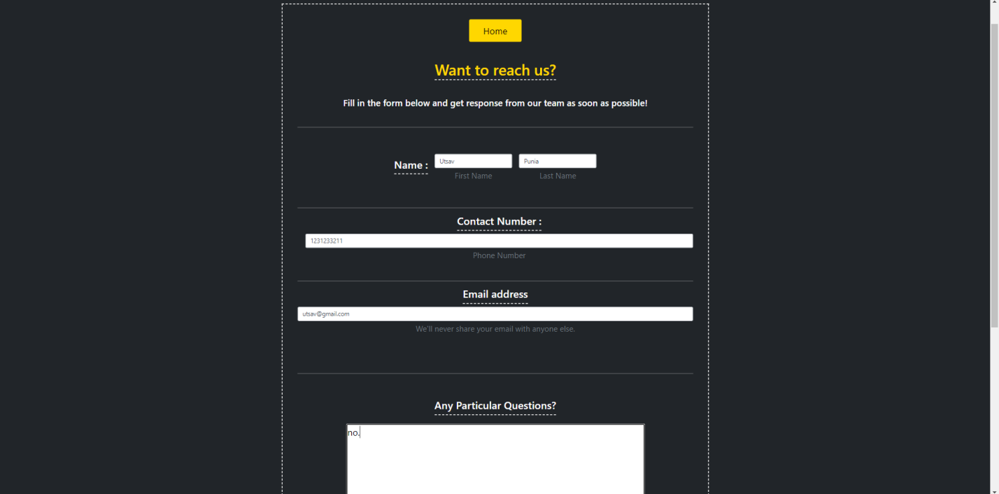 Home
Want to reach us?
Fill in the form below and get response from our team as soon as possible!
Name : Utsav Punia
First Name Last Name
Contact Number :
1231233211
Phone Number
Email address
utsav@gmail.com
We'll never share your email with anyone else.
Any Particular Questions?
no.